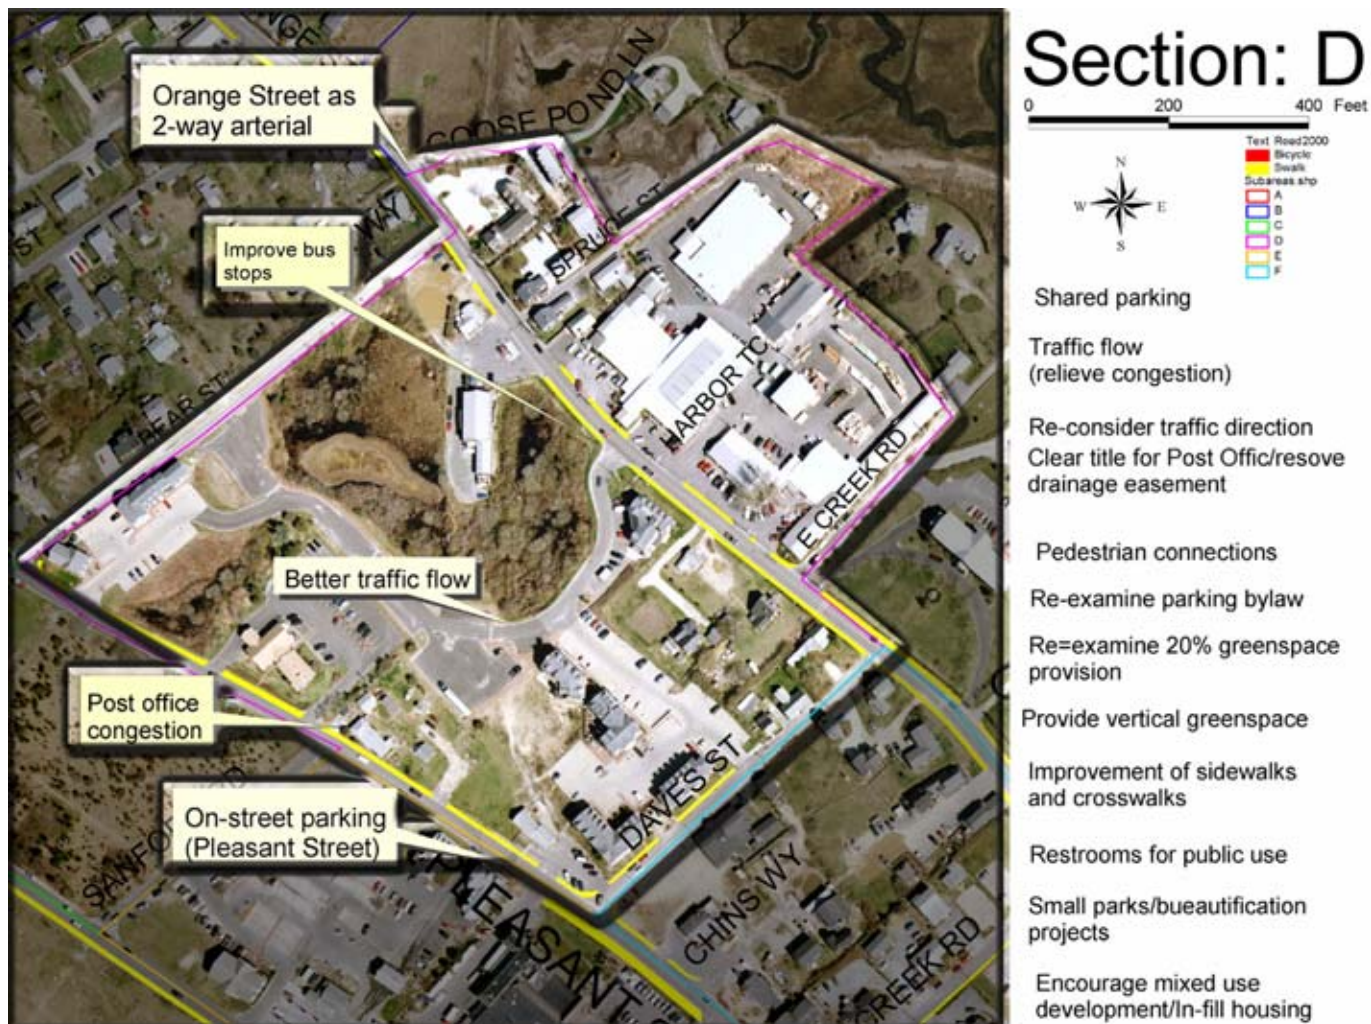 Section: D
0 200 400 Feet
Text Road2000
Bicycle
Swalk
Subareas.shp
A
B
C
D
E
F
N
W E
S
Orange Street as
2-way arterial
GOOSE POND LN
WY
ST
Improve bus
stops
SPRUCE ST
HARBOR TC
PEAR ST
E CREEK RD
Better traffic flow
Post office
congestion
On-street parking
(Pleasant Street)
DAVES ST
PLEASANT
CHINS WY
CREEK RD
Shared parking
Traffic flow
(relieve congestion)
Re-consider traffic direction
Clear title for Post Offic/resove
drainage easement
Pedestrian connections
Re-examine parking bylaw
Re=examine 20% greenspace
provision
Provide vertical greenspace
Improvement of sidewalks
and crosswalks
Restrooms for public use
Small parks/bueautification
projects
Encourage mixed use
development/In-fill housing